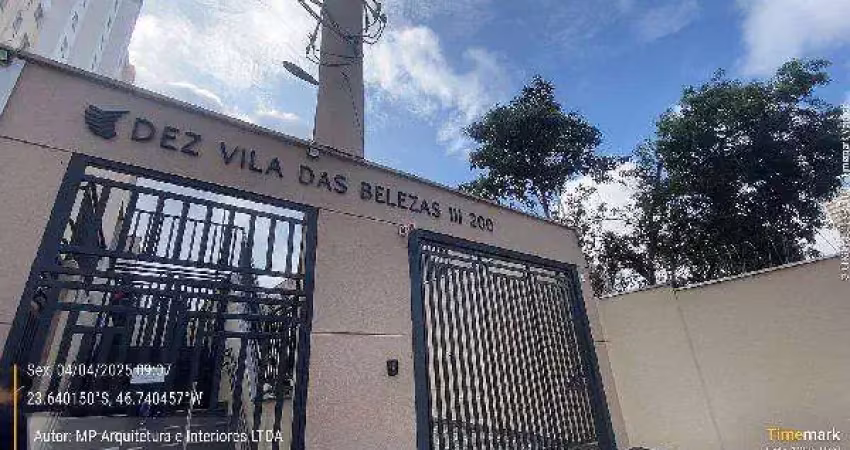 DEZ VILA DAS BELEZAS III 200
Sex, 04/04/2025 09:07
23.640150°S, 46.740457°W
Autor: MP Arquitetura e Interiores LTDA
Timemark